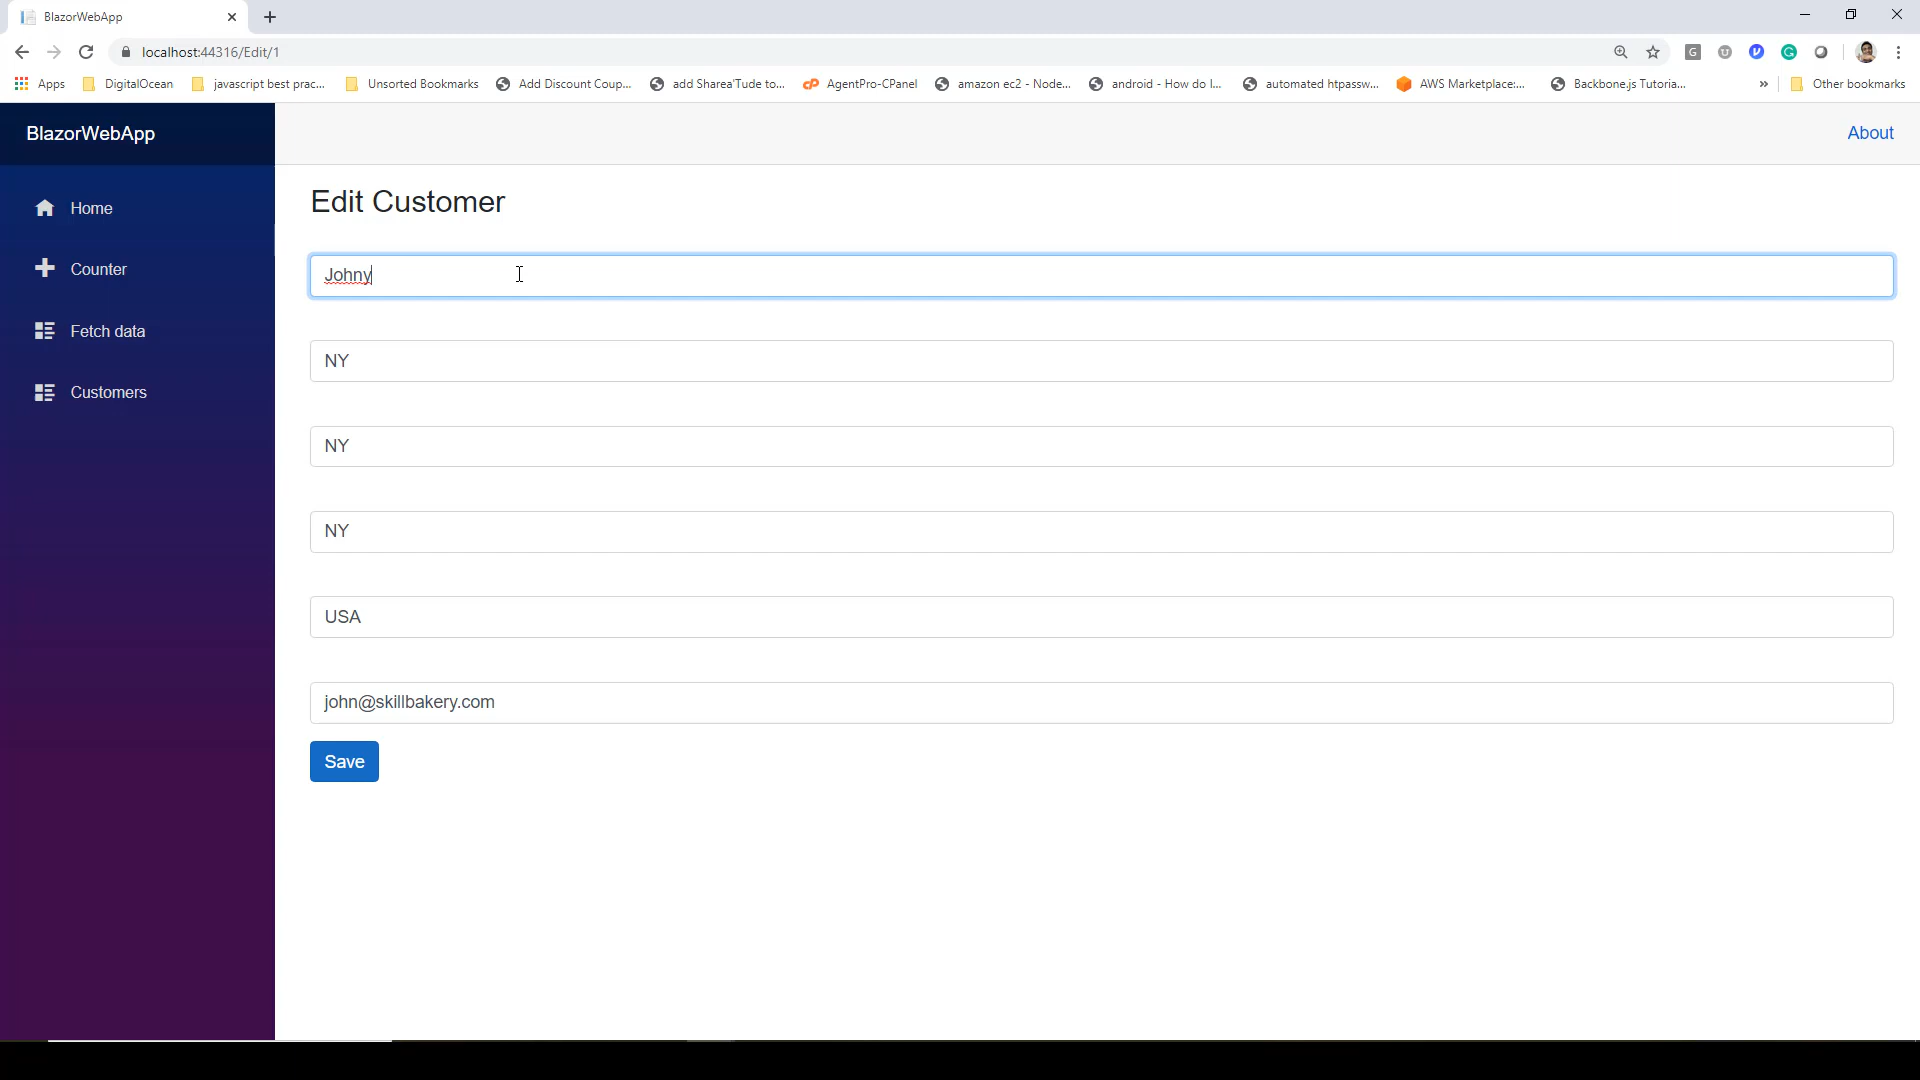 BlazorWebApp
localhost:44316/Edit/1
Apps DigitalOcean javascript best prac... Unsorted Bookmarks Add Discount Coup... add Sharea'Tude to... AgentPro-CPanel amazon ec2 - Node... android - How do I... automated htpassw... AWS Marketplace:... Backbone.js Tutoria... » Other bookmarks
BlazorWebApp
About
Home
Counter
Fetch data
Customers
Edit Customer
Johny
NY
NY
NY
USA
john@skillbakery.com
Save